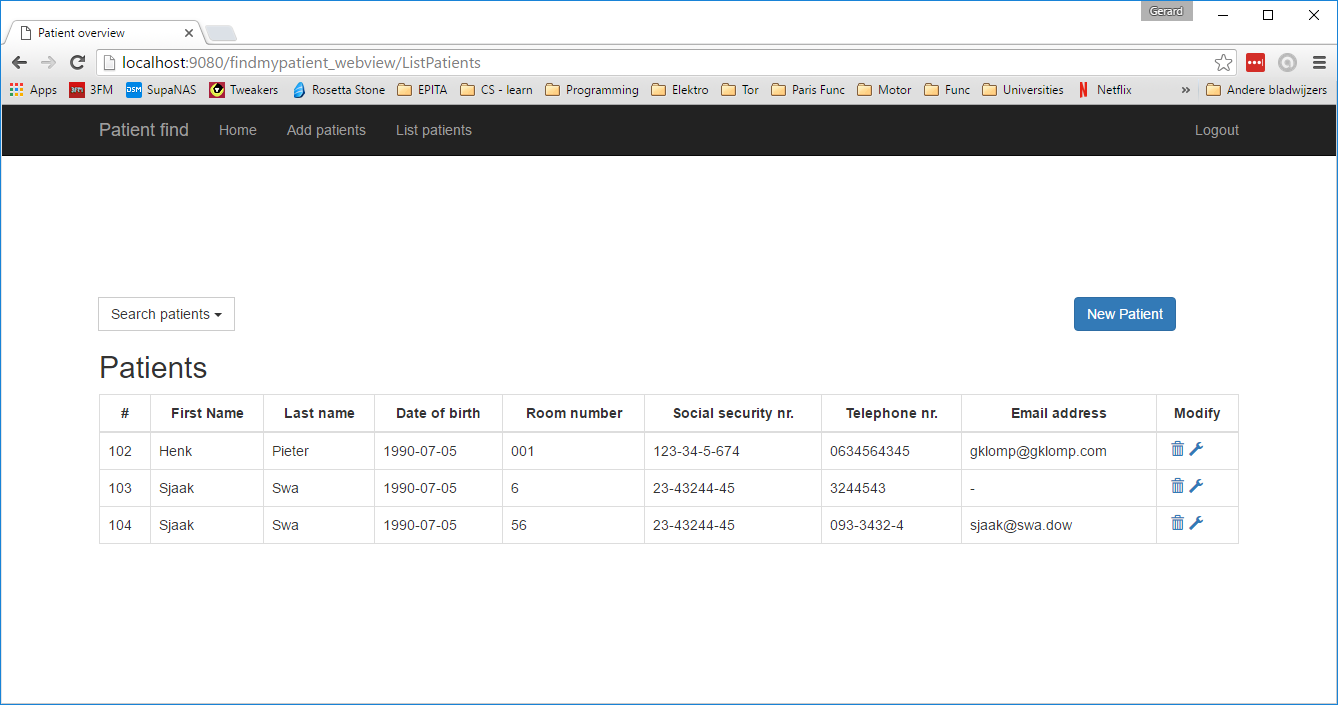 Gerard
Patient overview
localhost:9080/findmypatient_webview/ListPatients
Apps 3FM SupaNAS Tweakers Rosetta Stone EPITA CS - learn Programming Elektro Tor Paris Func Motor Func Universities Netflix » Andere bladwijzers
Patient find Home Add patients List patients Logout
Search patients New Patient
Patients
# First Name Last name Date of birth Room number Social security nr. Telephone nr. Email address Modify
102 Henk Pieter 1990-07-05 001 123-34-5-674 0634564345 gklomp@gklomp.com
103 Sjaak Swa 1990-07-05 6 23-43244-45 3244543 -
104 Sjaak Swa 1990-07-05 56 23-43244-45 093-3432-4 sjaak@swa.dow